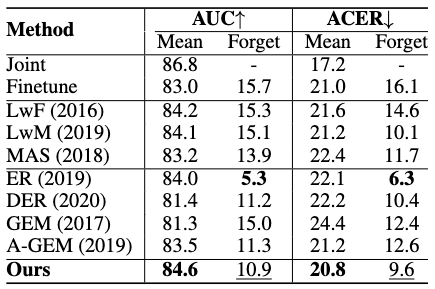 Method AUC↑ ACER↓
Mean Forget Mean Forget
Joint 86.8 - 17.2 -
Finetune 83.0 15.7 21.0 16.1
LwF (2016) 84.2 15.3 21.6 14.6
LwM (2019) 84.1 15.1 21.2 10.1
MAS (2018) 83.2 13.9 22.4 11.7
ER (2019) 84.0 5.3 22.1 6.3
DER (2020) 81.4 11.2 22.2 10.4
GEM (2017) 81.3 15.0 24.4 12.4
A-GEM (2019) 83.5 11.3 21.2 12.6
Ours 84.6 10.9 20.8 9.6